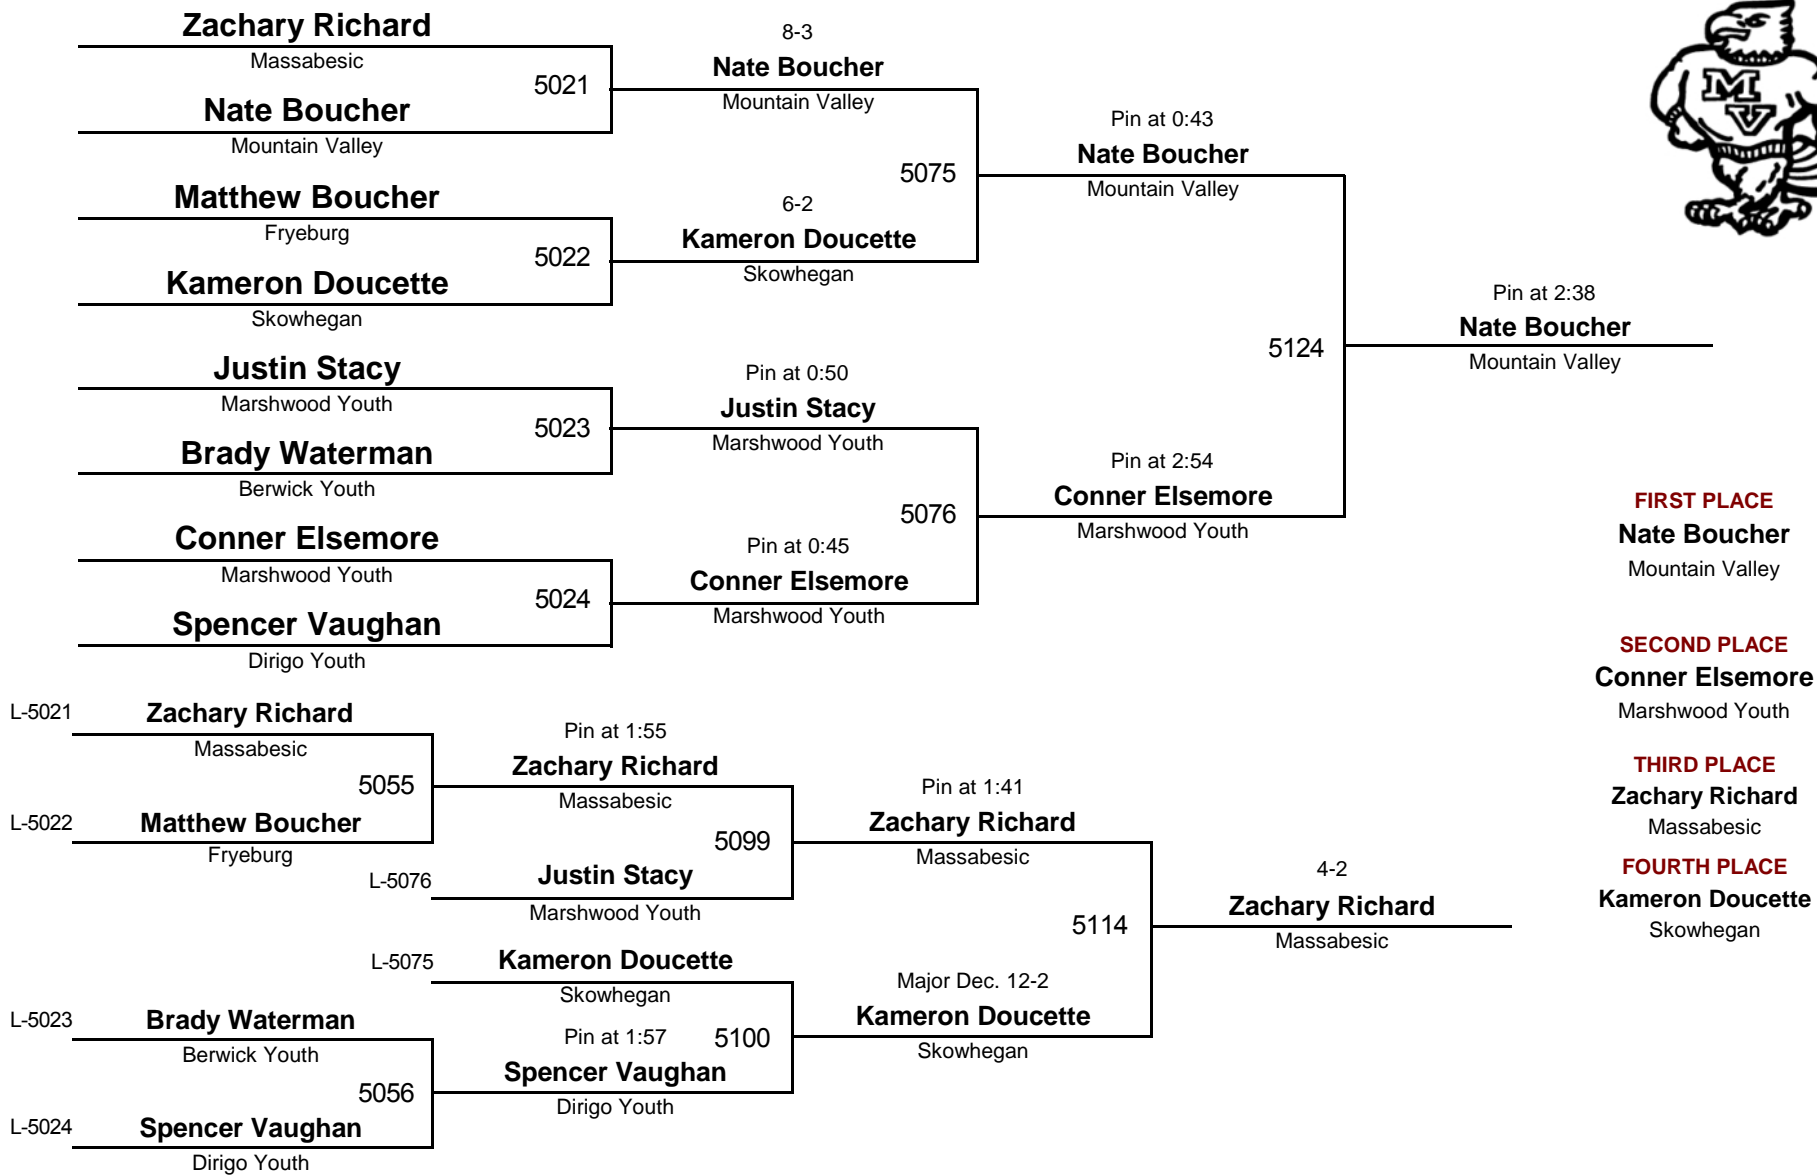 Zachary Richard
Massabesic
5021
Nate Boucher
Mountain Valley
Matthew Boucher
Fryeburg
5022
Kameron Doucette
Skowhegan
Justin Stacy
Marshwood Youth
5023
Brady Waterman
Berwick Youth
Conner Elsemore
Marshwood Youth
5024
Spencer Vaughan
Dirigo Youth
8-3
Nate Boucher
Mountain Valley
5075
6-2
Kameron Doucette
Skowhegan
Pin at 0:50
Justin Stacy
Marshwood Youth
5076
Pin at 0:45
Conner Elsemore
Marshwood Youth
Pin at 0:43
Nate Boucher
Mountain Valley
5124
Pin at 2:54
Conner Elsemore
Marshwood Youth
Pin at 2:38
Nate Boucher
Mountain Valley
MV
FIRST PLACE
Nate Boucher
Mountain Valley
SECOND PLACE
Conner Elsemore
Marshwood Youth
THIRD PLACE
Zachary Richard
Massabesic
FOURTH PLACE
Kameron Doucette
Skowhegan
L-5021
Zachary Richard
Massabesic
5055
L-5022
Matthew Boucher
Fryeburg
Pin at 1:55
Zachary Richard
Massabesic
5099
L-5076
Justin Stacy
Marshwood Youth
L-5075
Kameron Doucette
Skowhegan
5100
L-5023
Brady Waterman
Berwick Youth
5056
L-5024
Spencer Vaughan
Dirigo Youth
Pin at 1:57
Spencer Vaughan
Dirigo Youth
Pin at 1:41
Zachary Richard
Massabesic
5114
Major Dec. 12-2
Kameron Doucette
Skowhegan
4-2
Zachary Richard
Massabesic